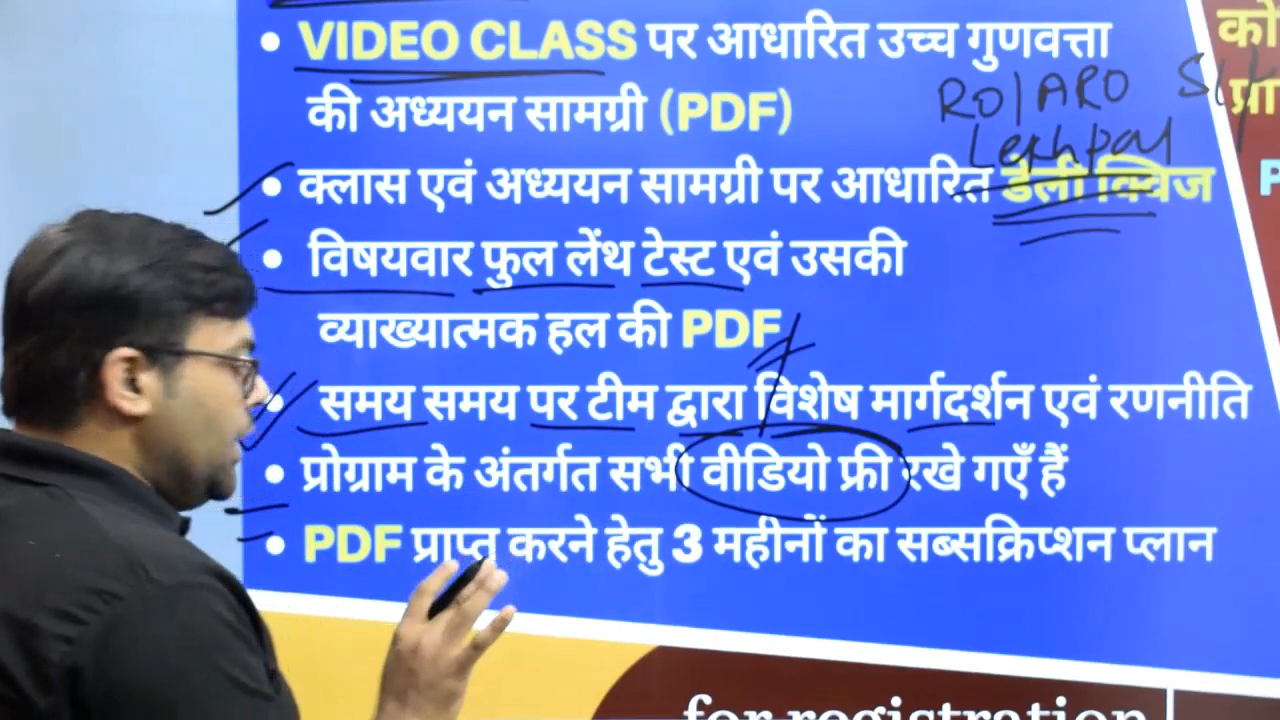 • VIDEO CLASS पर आधारित उच्च गुणवत्ता
की अध्ययन सामग्री (PDF)
RO/ARO
Lekhpal
• क्लास एवं अध्ययन सामग्री पर आधारित डेली क्विज
• विषयवार फुल लेंथ टेस्ट एवं उसकी
व्याख्यात्मक हल की PDF
• समय समय पर टीम द्वारा विशेष मार्गदर्शन एवं रणनीति
• प्रोग्राम के अंतर्गत सभी वीडियो फ्री रखे गएँ हैं
• PDF प्राप्त करने हेतु 3 महीनों का सब्सक्रिप्शन प्लान
for registration